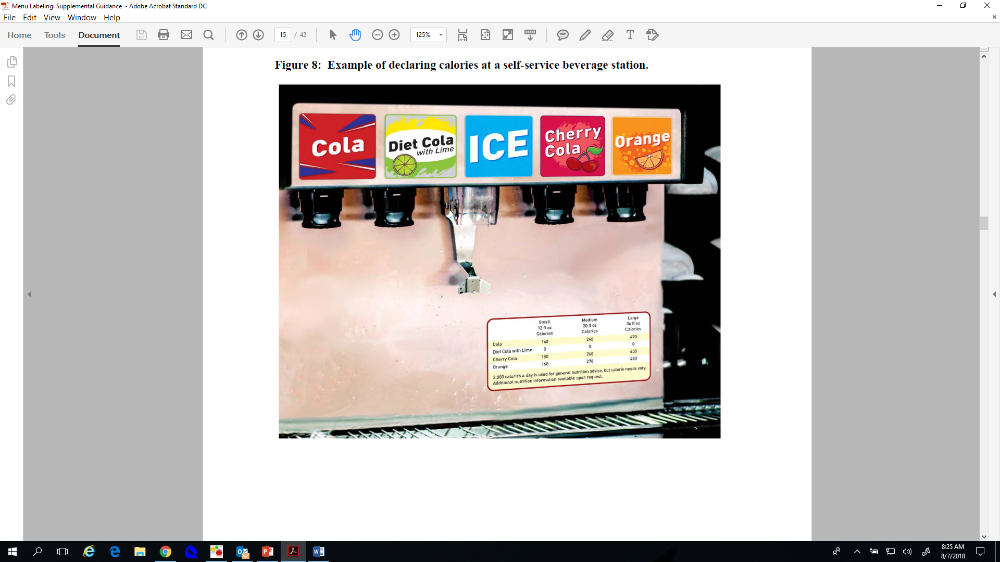 Menu Labeling: Supplemental Guidance - Adobe Acrobat Standard DC
File Edit View Window Help
Home Tools Document 15 / 42 125%
Figure 8: Example of declaring calories at a self-service beverage station.
Cola
Diet Cola
with Lime
ICE
Cherry
Cola
Orange
Small Medium Large
12 fl oz 20 fl oz 36 fl oz
Calories Calories Calories
Cola 140 240 420
Diet Cola with Lime 0 0 0
Cherry Cola 150 260 450
Orange 160 270 480
2,000 calories a day is used for general nutrition advice, but calorie needs vary.
Additional nutrition information available upon request.
8:25 AM
8/7/2018